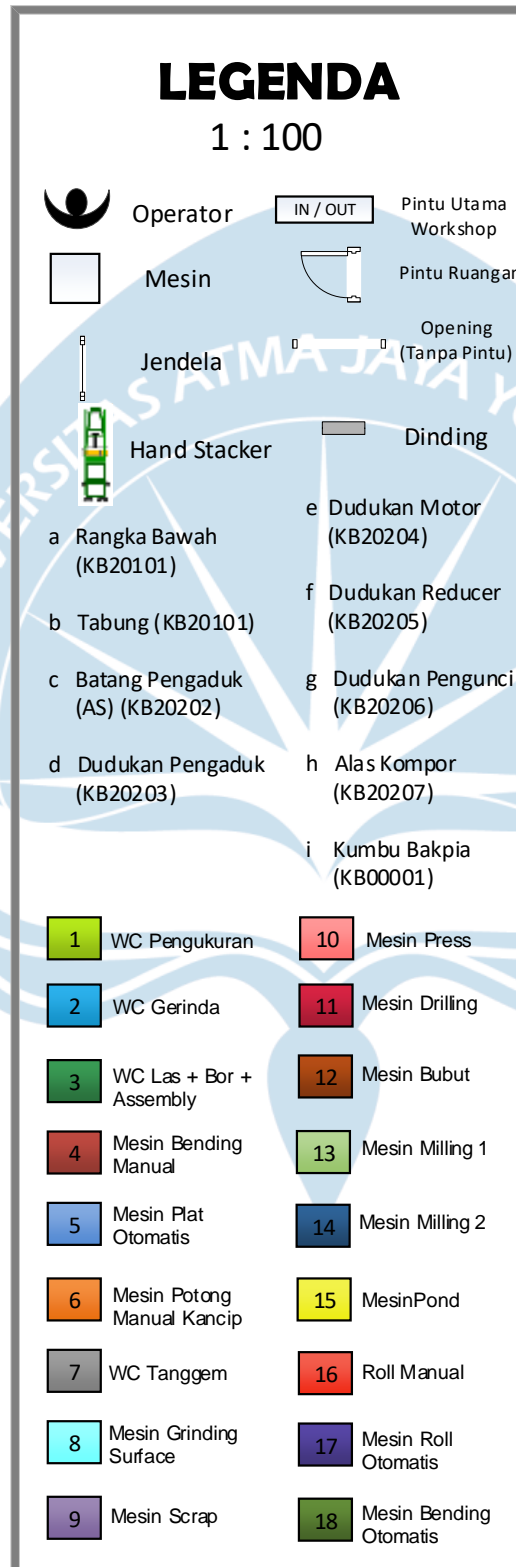 LEGENDA
1 : 100
Operator
IN / OUT
Pintu Utama
Workshop
Mesin
Pintu Ruangan
Jendela
Opening
(Tanpa Pintu)
Hand Stacker
Dinding
a Rangka Bawah
(KB20101)
b Tabung (KB20101)
c Batang Pengaduk
(AS) (KB20202)
d Dudukan Pengaduk
(KB20203)
e Dudukan Motor
(KB20204)
f Dudukan Reducer
(KB20205)
g Dudukan Pengunci
(KB20206)
h Alas Kompor
(KB20207)
i Kumbu Bakpia
(KB00001)
1 WC Pengukuran
2 WC Gerinda
3 WC Las + Bor +
Assembly
4 Mesin Bending
Manual
5 Mesin Plat
Otomatis
6 Mesin Potong
Manual Kancip
7 WC Tanggem
8 Mesin Grinding
Surface
9 Mesin Scrap
10 Mesin Press
11 Mesin Drilling
12 Mesin Bubut
13 Mesin Milling 1
14 Mesin Milling 2
15 MesinPond
16 Roll Manual
17 Mesin Roll
Otomatis
18 Mesin Bending
Otomatis
ERSITAS ATMA JAYA YO